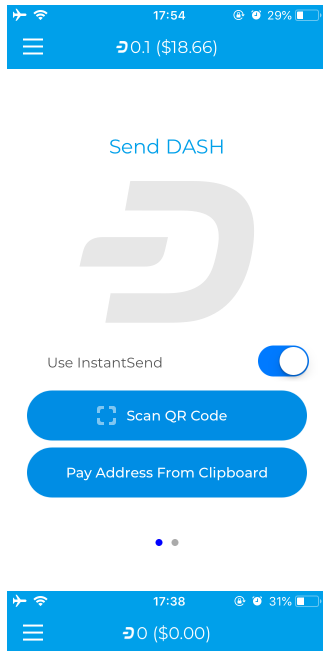 17:54 29%
0.1 ($18.66)
Send DASH
Use InstantSend
Scan QR Code
Pay Address From Clipboard
17:38 31%
0 ($0.00)